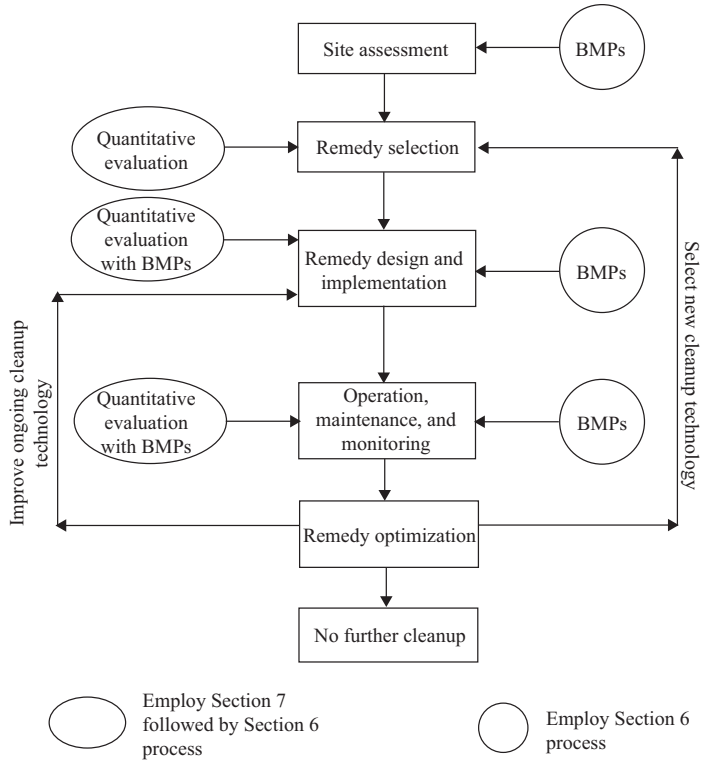 Site assessment
BMPs
Quantitative
evaluation
Remedy selection
Quantitative
evaluation
with BMPs
Remedy design and
implementation
BMPs
Improve ongoing cleanup
technology
Select new cleanup technology
Quantitative
evaluation
with BMPs
Operation,
maintenance, and
monitoring
BMPs
Remedy optimization
No further cleanup
Employ Section 7
followed by Section 6
process
Employ Section 6
process